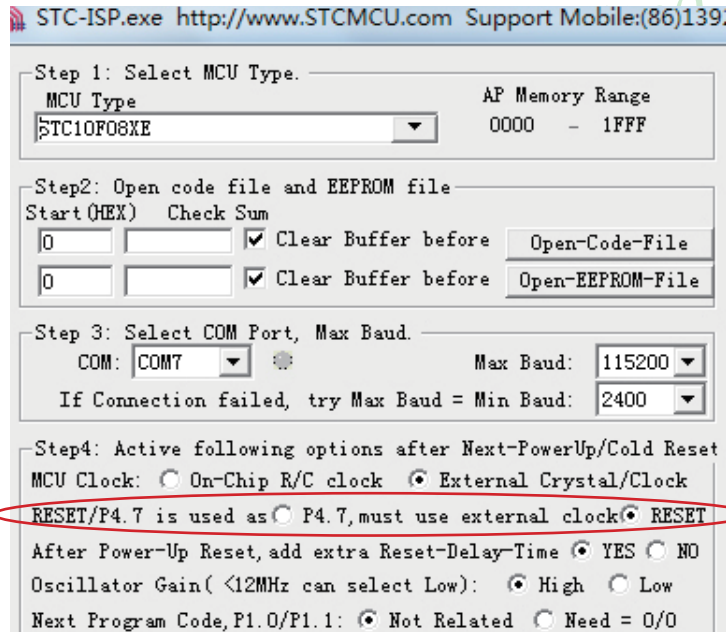 STC-ISP.exe http://www.STCMCU.com Support Mobile:(86)1392
Step 1: Select MCU Type.
MCU Type AP Memory Range
STC10F08XE 0000 - 1FFF
Step2: Open code file and EEPROM file
Start(HEX) Check Sum
0 Clear Buffer before Open-Code-File
0 Clear Buffer before Open-EEPROM-File
Step 3: Select COM Port, Max Baud.
COM: COM7 Max Baud: 115200
If Connection failed, try Max Baud = Min Baud: 2400
Step4: Active following options after Next-PowerUp/Cold Reset
MCU Clock: On-Chip R/C clock External Crystal/Clock
RESET/P4.7 is used as P4.7,must use external clock RESET
After Power-Up Reset,add extra Reset-Delay-Time YES NO
Oscillator Gain( <12MHz can select Low): High Low
Next Program Code,P1.0/P1.1: Not Related Need = 0/0